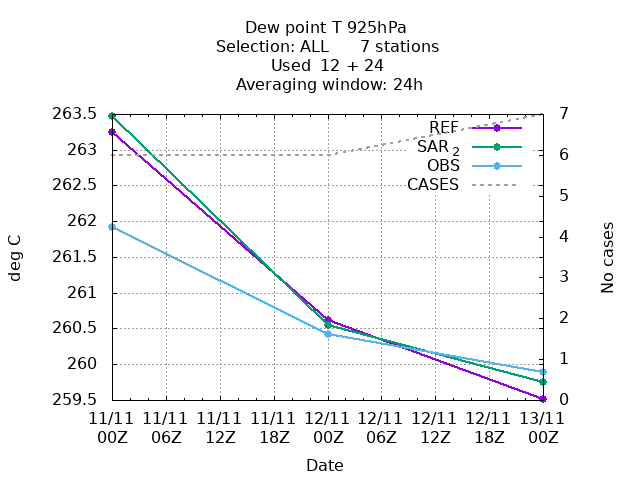 Dew point T 925hPa
Selection: ALL 7 stations
Used 12 + 24
Averaging window: 24h
263.5
263
262.5
262
261.5
261
260.5
260
259.5
deg C
7
6
5
4
3
2
1
0
No cases
REF
SAR 2
OBS
CASES
11/11 11/11 11/11 11/11 12/11 12/11 12/11 12/11 13/11
00Z 06Z 12Z 18Z 00Z 06Z 12Z 18Z 00Z
Date